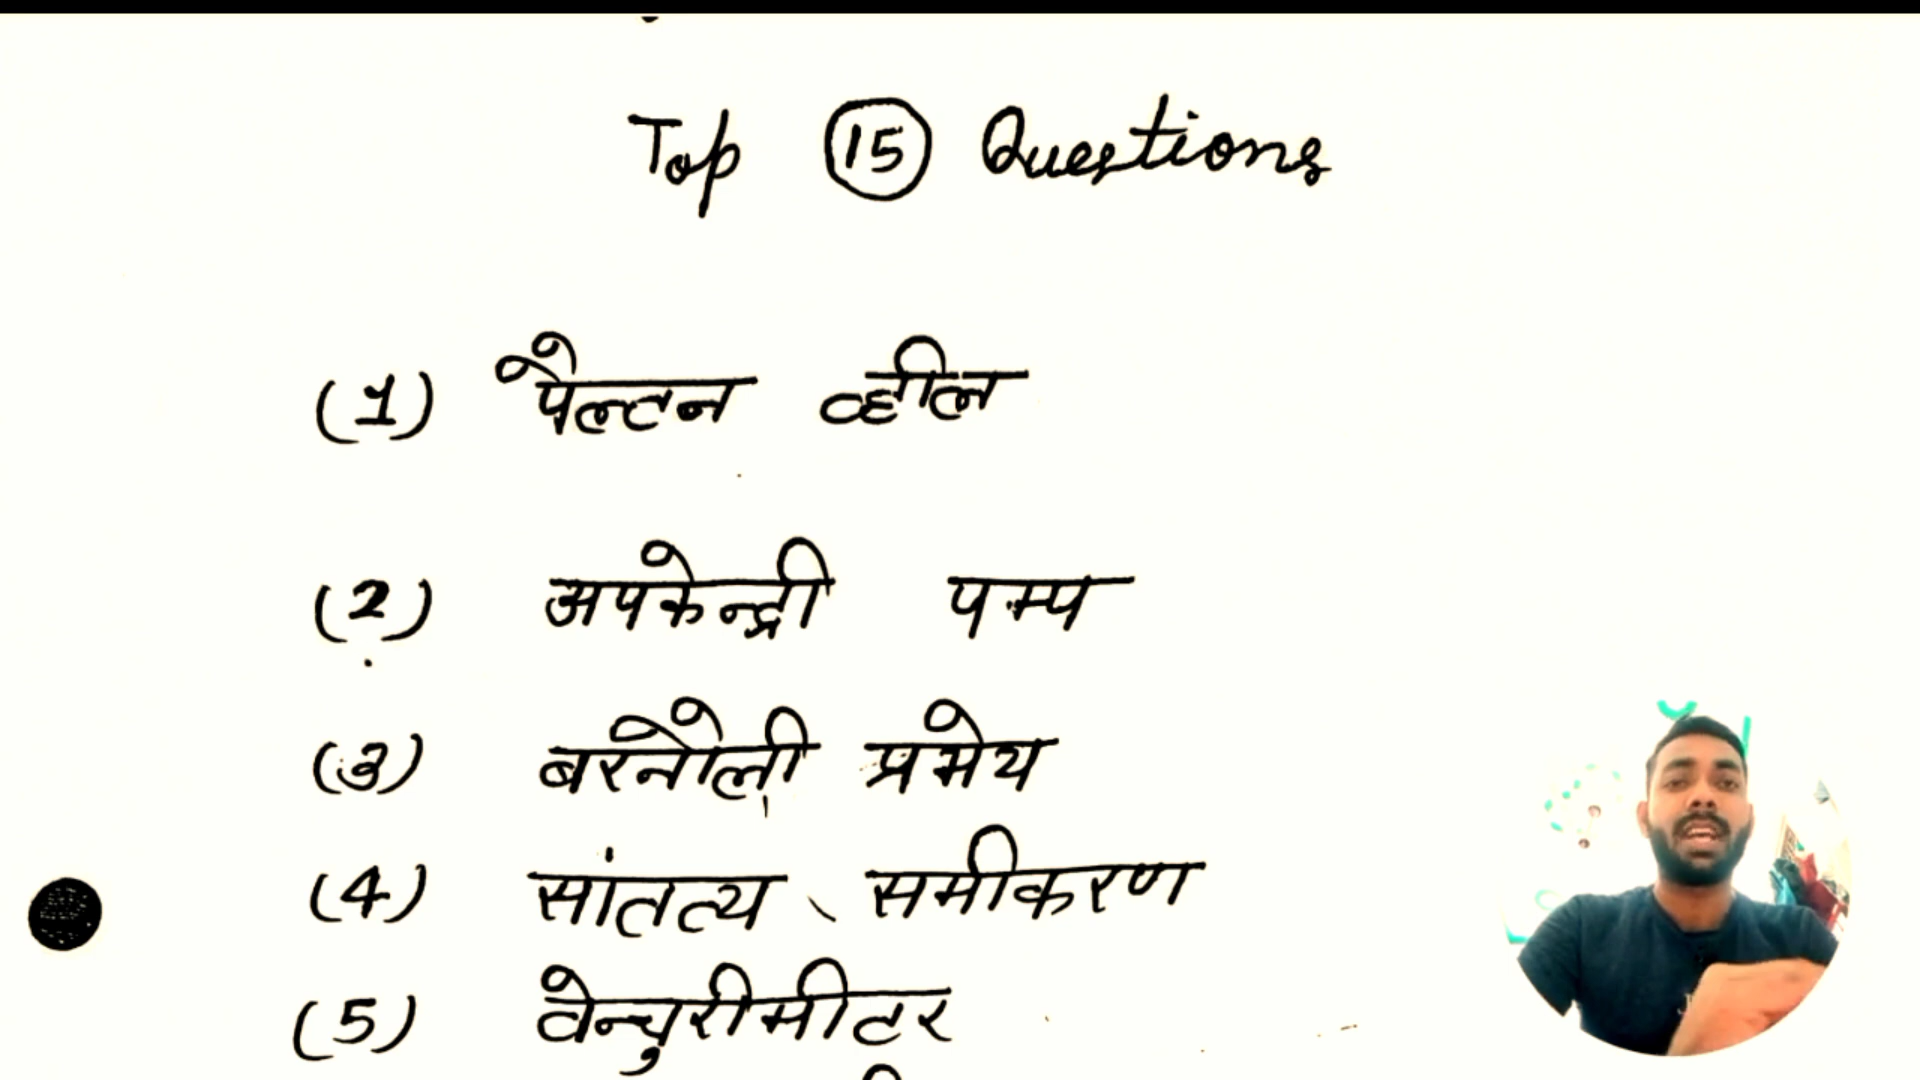 Top 15 Questions
(1) पेल्टन व्हील
(2) अपकेन्द्री पम्प
(3) बरनौली प्रमेय
(4) सांतत्य समीकरण
(5) वेन्चुरीमीटर